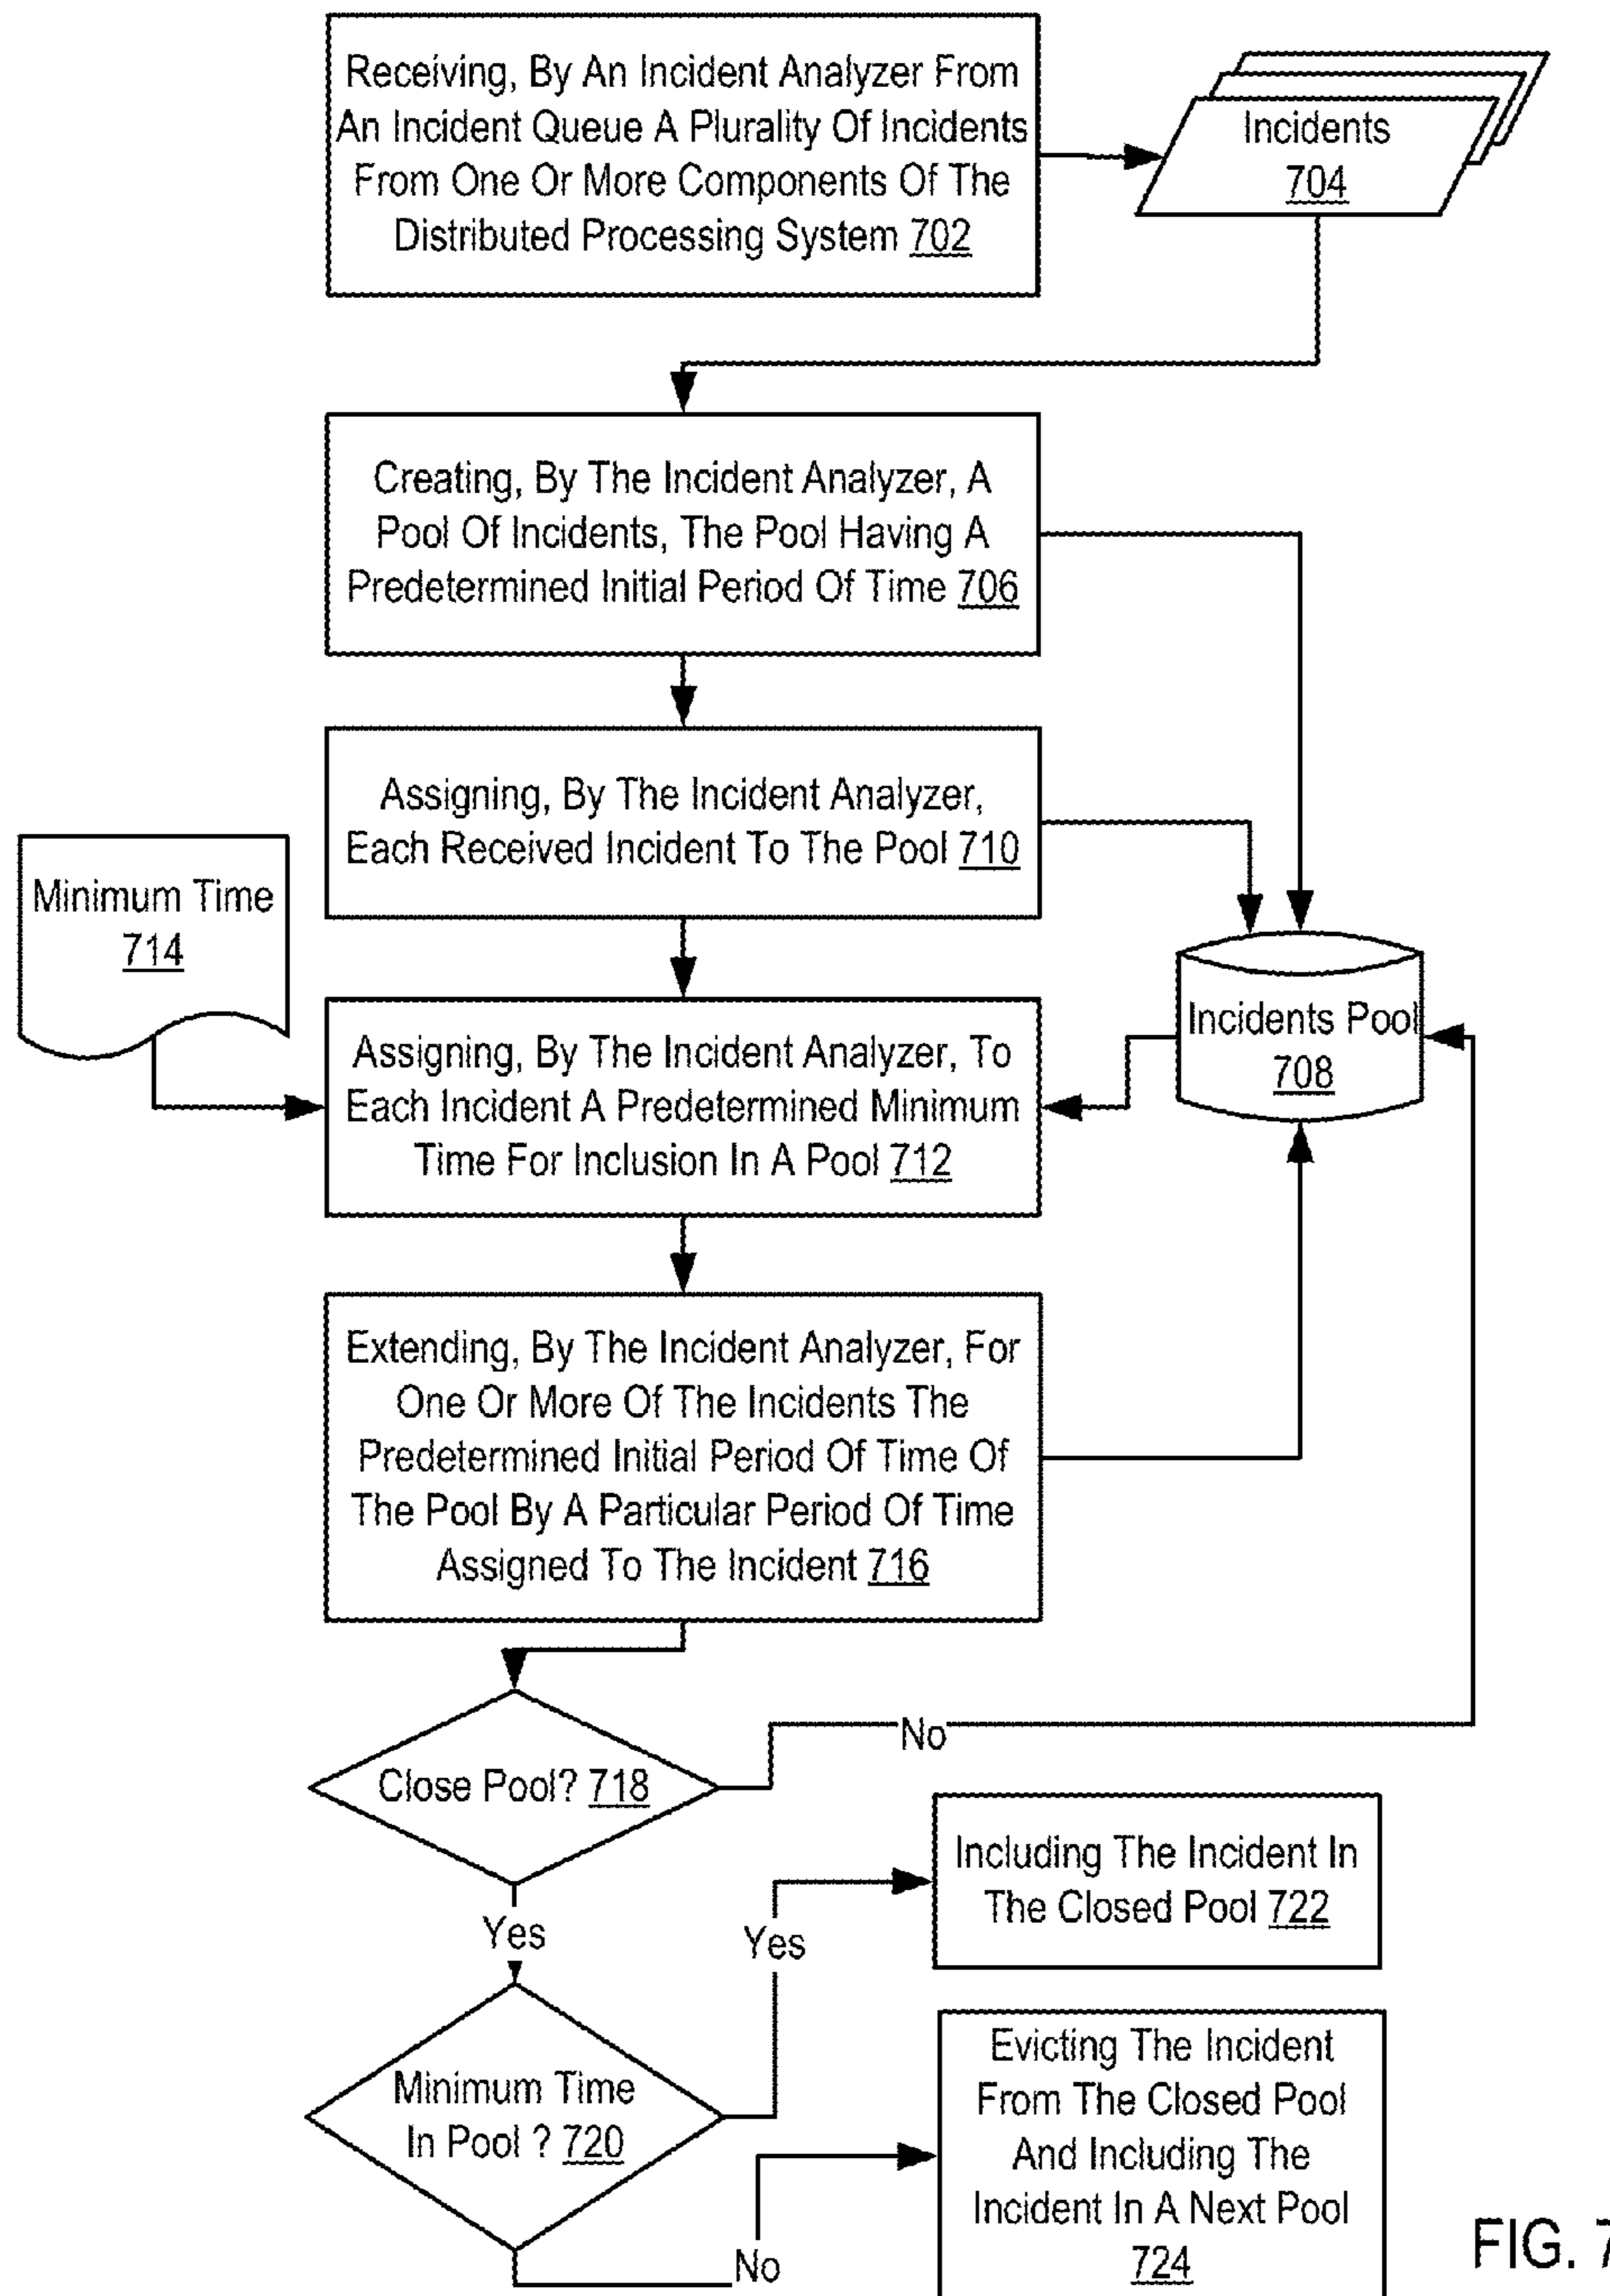 Receiving, By An Incident Analyzer From
An Incident Queue A Plurality Of Incidents
From One Or More Components Of The
Distributed Processing System 702
Incidents
704
Creating, By The Incident Analyzer, A
Pool Of Incidents, The Pool Having A
Predetermined Initial Period Of Time 706
Assigning, By The Incident Analyzer,
Each Received Incident To The Pool 710
Minimum Time
714
Incidents Pool
708
Assigning, By The Incident Analyzer, To
Each Incident A Predetermined Minimum
Time For Inclusion In A Pool 712
Extending, By The Incident Analyzer, For
One Or More Of The Incidents The
Predetermined Initial Period Of Time Of
The Pool By A Particular Period Of Time
Assigned To The Incident 716
No
Close Pool? 718
Including The Incident In
The Closed Pool 722
Yes
Yes
Minimum Time
In Pool ? 720
Evicting The Incident
From The Closed Pool
And Including The
Incident In A Next Pool
724
No
FIG. 7